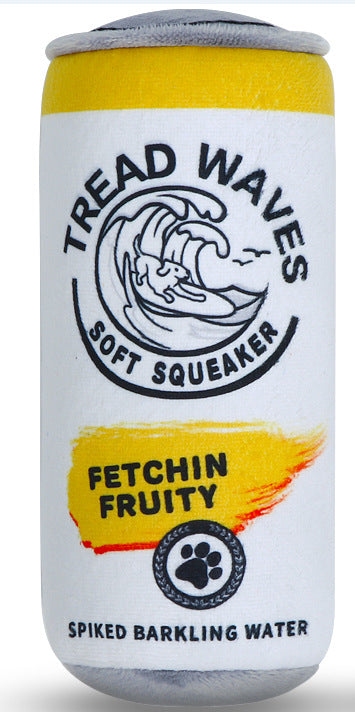 TREAD WAVES
SOFT SQUEAKER
FETCHIN
FRUITY
SPIKED BARKLING WATER